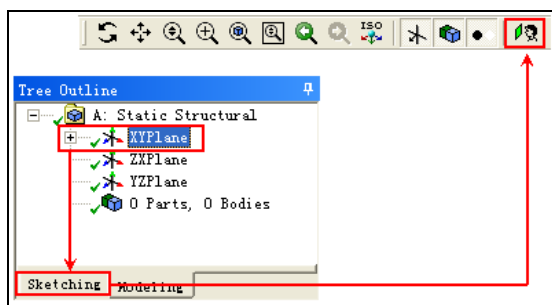 ISO
Tree Outline
A: Static Structural
XYPlane
ZXPlane
YZPlane
0 Parts, 0 Bodies
Sketching Modeling